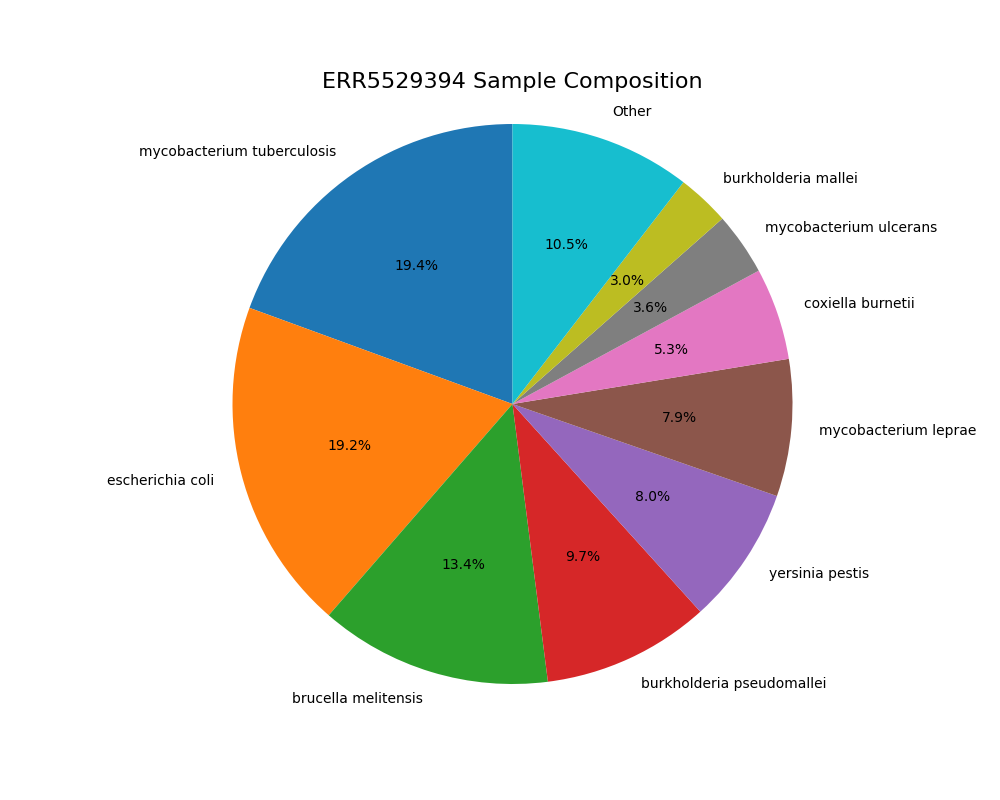 ERR5529394 Sample Composition
Other
mycobacterium tuberculosis
burkholderia mallei
mycobacterium ulcerans
10.5%
19.4%
3.0%
coxiella burnetii
3.6%
5.3%
7.9%
mycobacterium leprae
19.2%
escherichia coli
8.0%
9.7%
13.4%
yersinia pestis
burkholderia pseudomallei
brucella melitensis